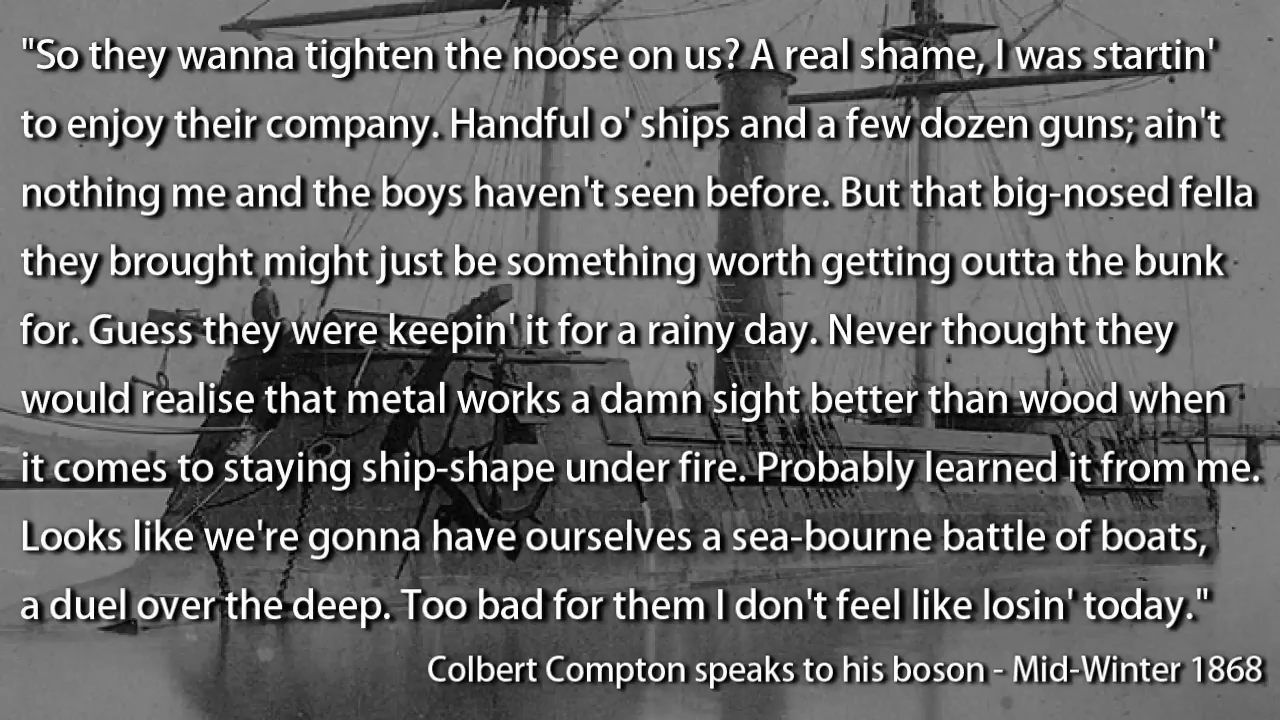 "So they wanna tighten the noose on us? A real shame, I was startin'
to enjoy their company. Handful o' ships and a few dozen guns; ain't
nothing me and the boys haven't seen before. But that big-nosed fella
they brought might just be something worth getting outta the bunk
for. Guess they were keepin' it for a rainy day. Never thought they
would realise that metal works a damn sight better than wood when
it comes to staying ship-shape under fire. Probably learned it from me.
Looks like we're gonna have ourselves a sea-bourne battle of boats,
a duel over the deep. Too bad for them I don't feel like losin' today."
Colbert Compton speaks to his boson - Mid-Winter 1868